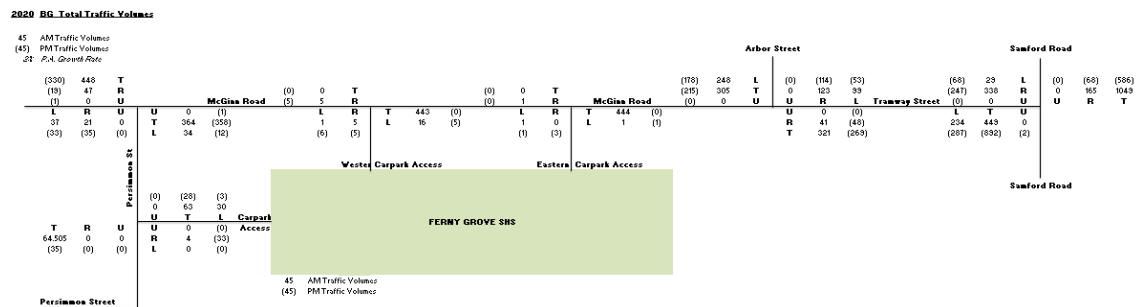 2020 BG Total Traffic Volumes
45 AM Traffic Volumes
(45) PM Traffic Volumes
2% P.A. Growth Rate
Arbor Street Samford Road
(330) 448 T (178) 248 L (0) (114) (53) (68) 29 L (0) (68) (586)
(19) 47 R (0) 0 T (0) 0 T (215) 305 T 0 123 99 (247) 338 R 0 165 1049
(1) 0 U McGinn Road (5) 5 R (0) 1 R McGinn Road (0) 0 U U R L Tramway Street (0) 0 U U R T
L R U U 0 (1) L R T 443 (0) L R T 444 (0) U 0 (0) L T U
37 21 0 T 364 (358) 1 5 L 16 (5) 1 0 L 1 (1) R 41 (48) 234 449 0
(33) (35) (0) L 34 (12) (6) (5) (1) (3) T 321 (269) (287) (892) (2)
Persimmon St
Wester Carpark Access Eastern Carpark Access
Samford Road
(0) (28) (3)
0 63 30
U T L Carpark
FERNY GROVE SHS
T R U U 0 (0) Access
64.505 0 0 R 4 (33)
(35) (0) (0) L 0 (0)
45 AM Traffic Volumes
(45) PM Traffic Volumes
Persimmon Street